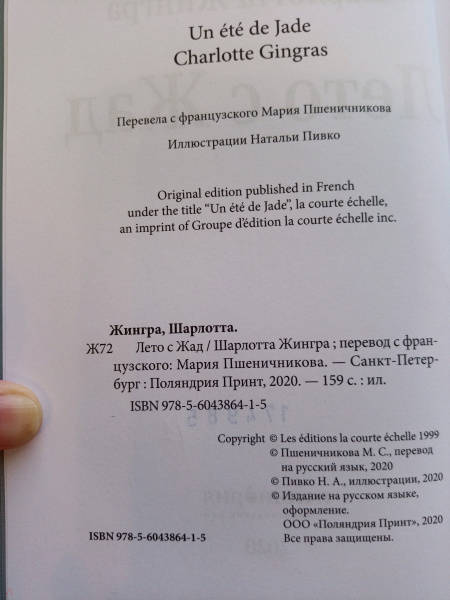 Un été de Jade
Charlotte Gingras
Перевела с французского Мария Пшеничникова
Иллюстрации Натальи Пивко
Original edition published in French
under the title “Un été de Jade”, la courte échelle,
an imprint of Groupe d'édition la courte échelle inc.
Жингра, Шарлотта.
Ж72 Лето с Жад / Шарлотта Жингра ; перевод с фран-
цузского: Мария Пшеничникова. — Санкт-Петер-
бург : Поляндрия Принт, 2020. — 159 с. : ил.
ISBN 978-5-6043864-1-5
Copyright © Les éditions la courte échelle 1999
© Пшеничникова М. С., перевод
на русский язык, 2020
© Пивко Н. А., иллюстрации, 2020
© Издание на русском языке,
оформление.
ООО «Поляндрия Принт», 2020
ISBN 978-5-6043864-1-5 Все права защищены.